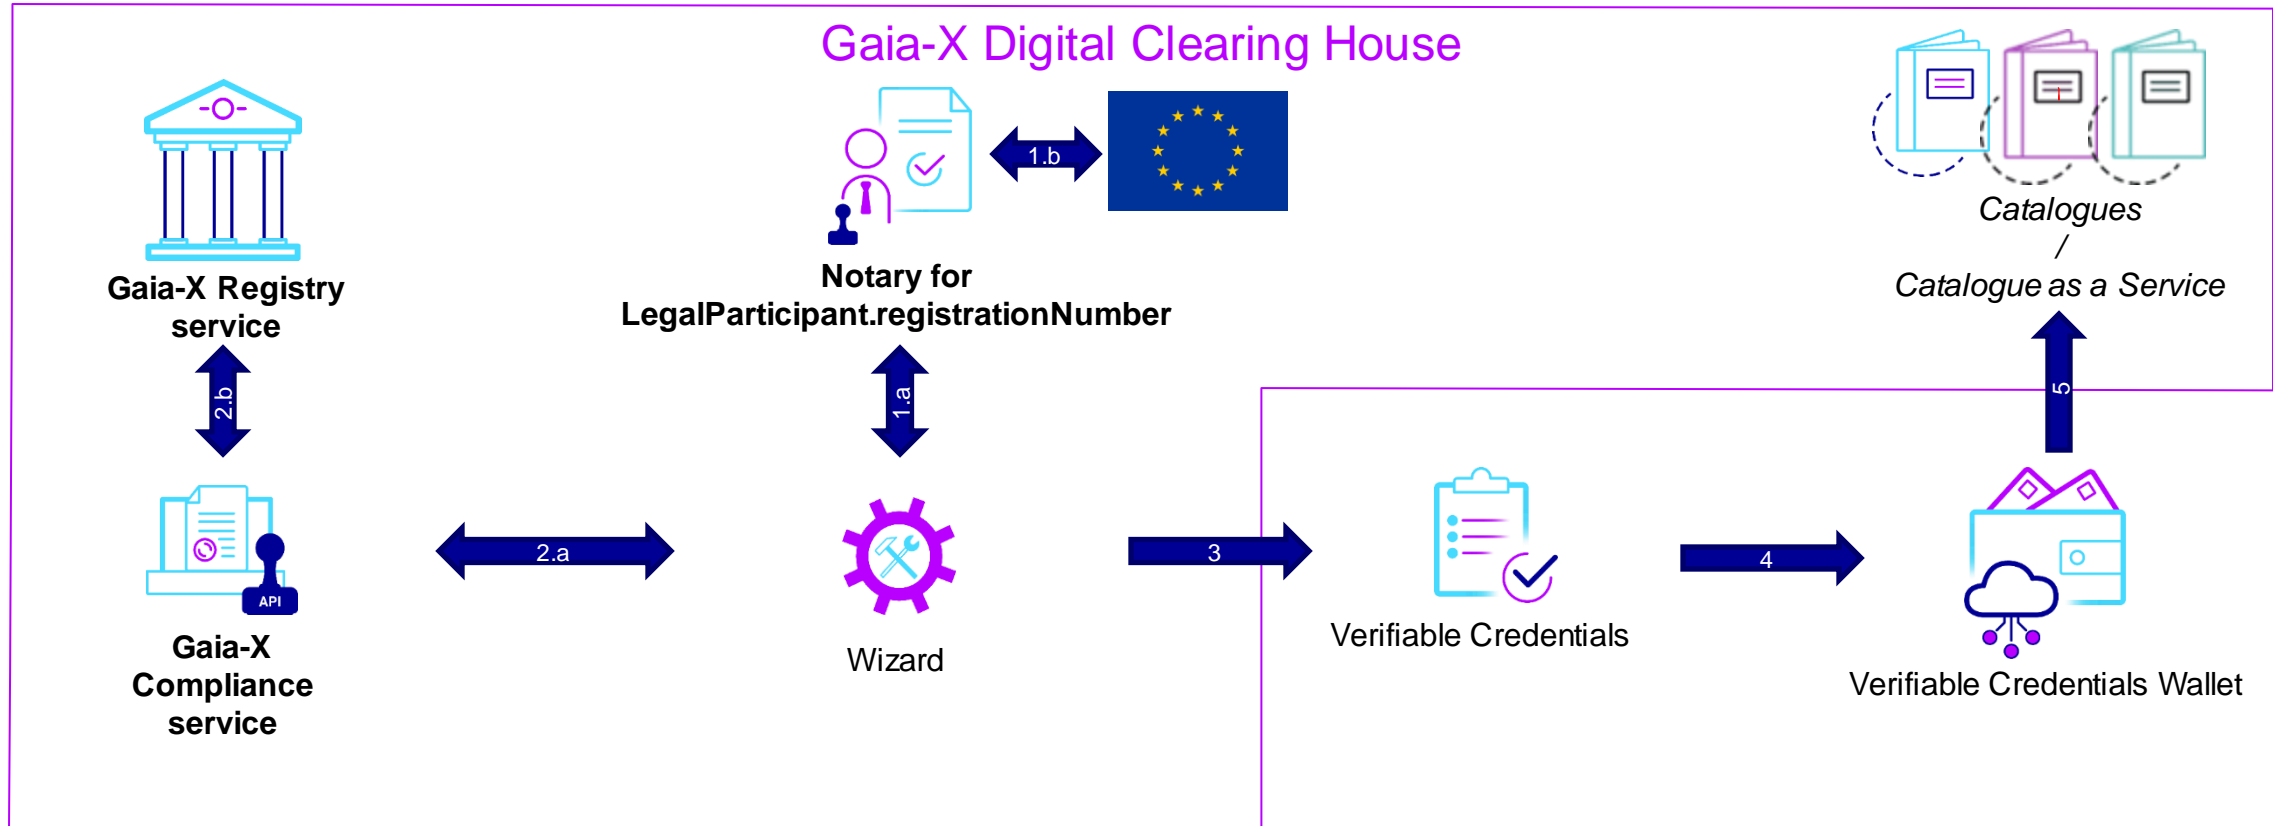 Gaia-X Digital Clearing House
1.b
Catalogues
/
Catalogue as a Service
Gaia-X Registry
service
Notary for
LegalParticipant.registrationNumber
2.b
1.a
5
API
2.a
3
4
Gaia-X
Compliance
service
Wizard
Verifiable Credentials
Verifiable Credentials Wallet